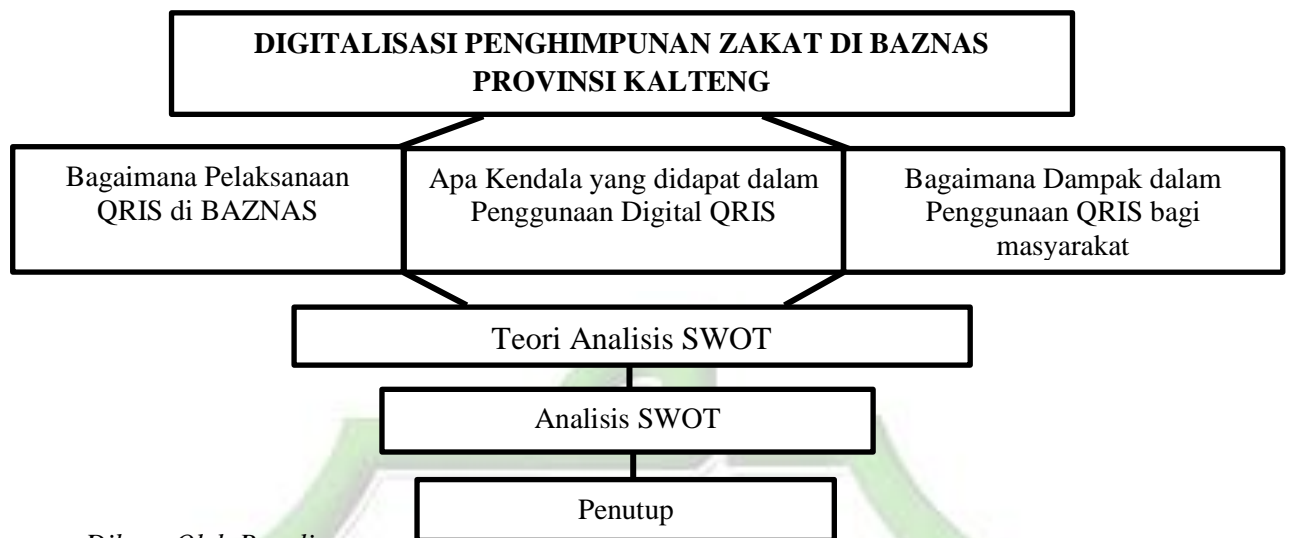 DIGITALISASI PENGHIMPUNAN ZAKAT DI BAZNAS
PROVINSI KALTENG
Bagaimana Pelaksanaan
QRIS di BAZNAS
Apa Kendala yang didapat dalam
Penggunaan Digital QRIS
Bagaimana Dampak dalam
Penggunaan QRIS bagi
masyarakat
Teori Analisis SWOT
Analisis SWOT
Penutup